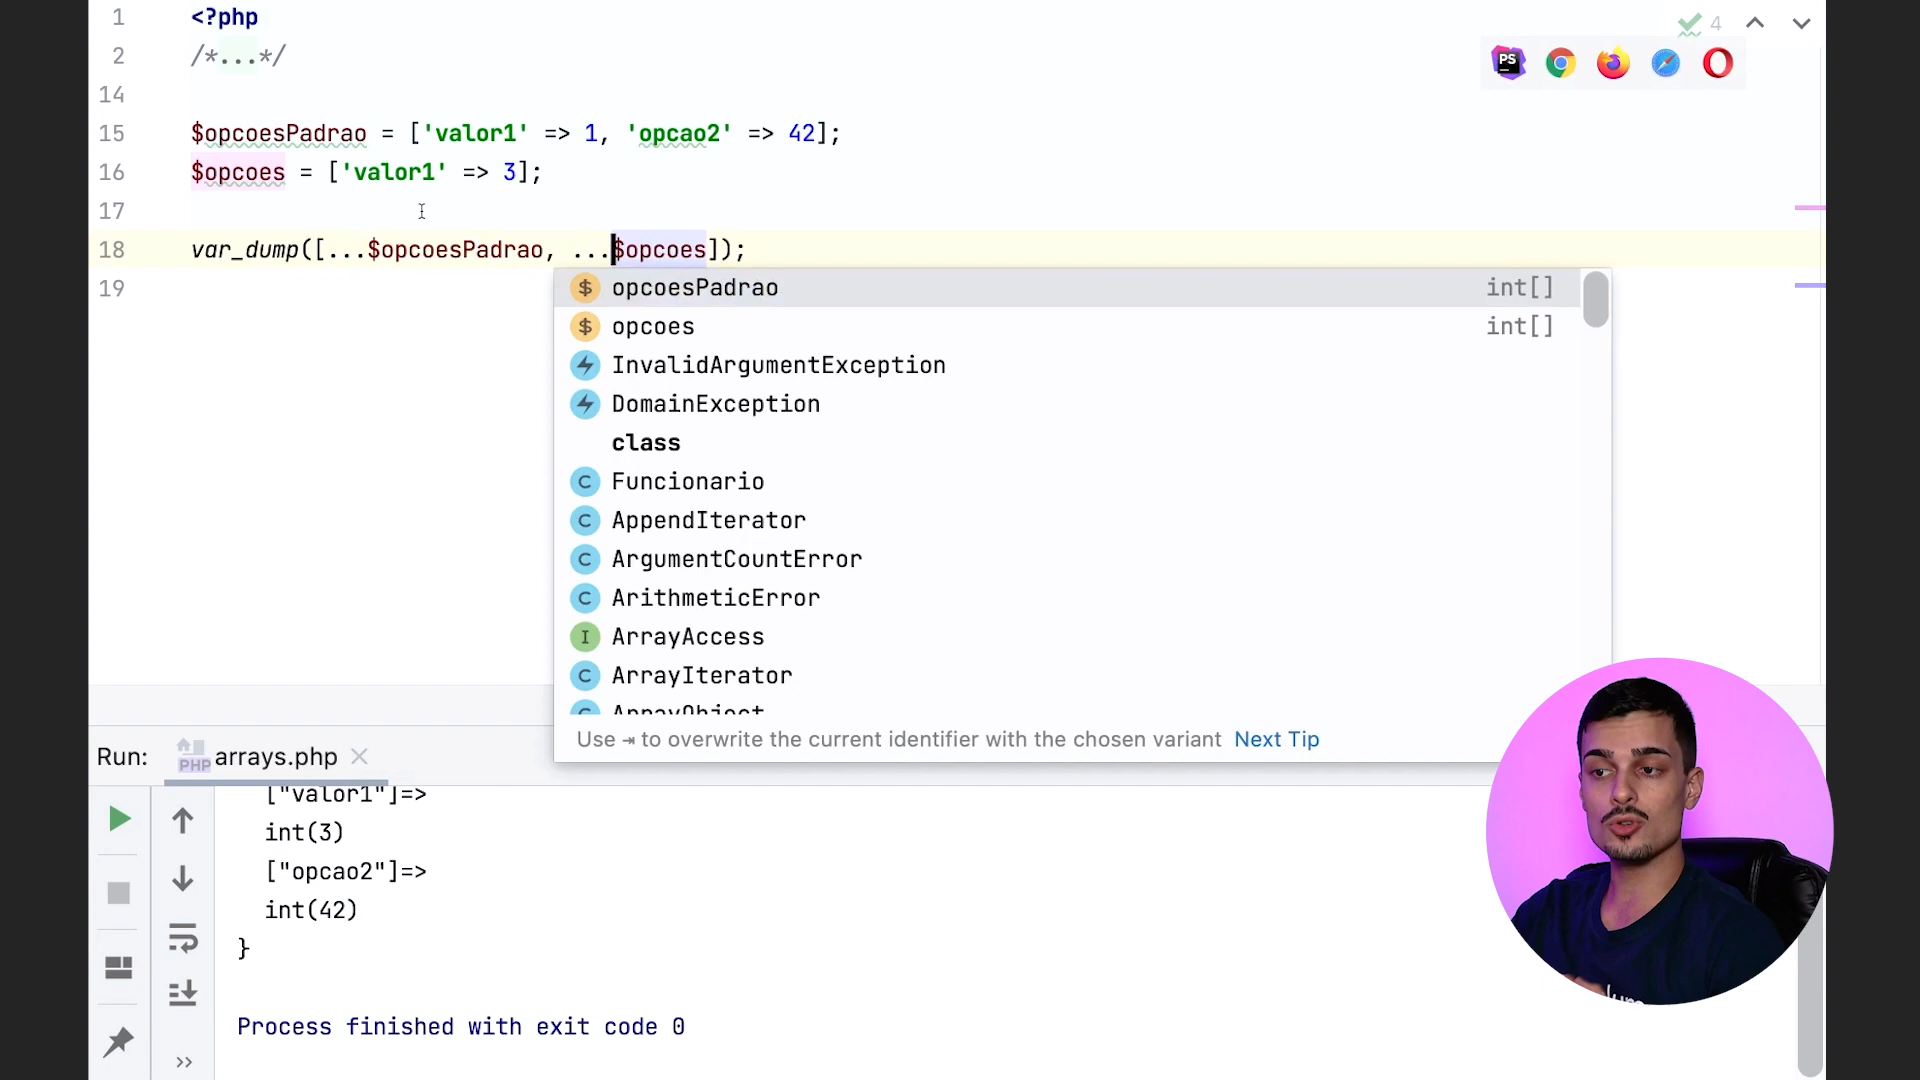 1 <?php
2 /*...*/
14
15 $opcoesPadrao = ['valor1' => 1, 'opcao2' => 42];
16 $opcoes = ['valor1' => 3];
17
18 var_dump([...$opcoesPadrao, ...$opcoes]);
19
4
PS
$ opcoesPadrao int[]
$ opcoes int[]
InvalidArgumentException
DomainException
class
C Funcionario
C AppendIterator
C ArgumentCountError
C ArithmeticError
I ArrayAccess
C ArrayIterator
C ArrayObject
Use ⇥ to overwrite the current identifier with the chosen variant Next Tip
Run: PHP arrays.php
["valor1"]=>
int(3)
["opcao2"]=>
int(42)
}
Process finished with exit code 0